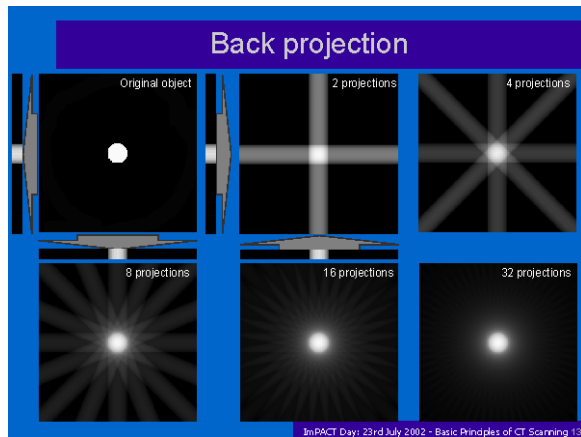 Back projection
Original object
2 projections
4 projections
8 projections
16 projections
32 projections
ImPACT Day: 23rd July 2002 - Basic Principles of CT Scanning 13